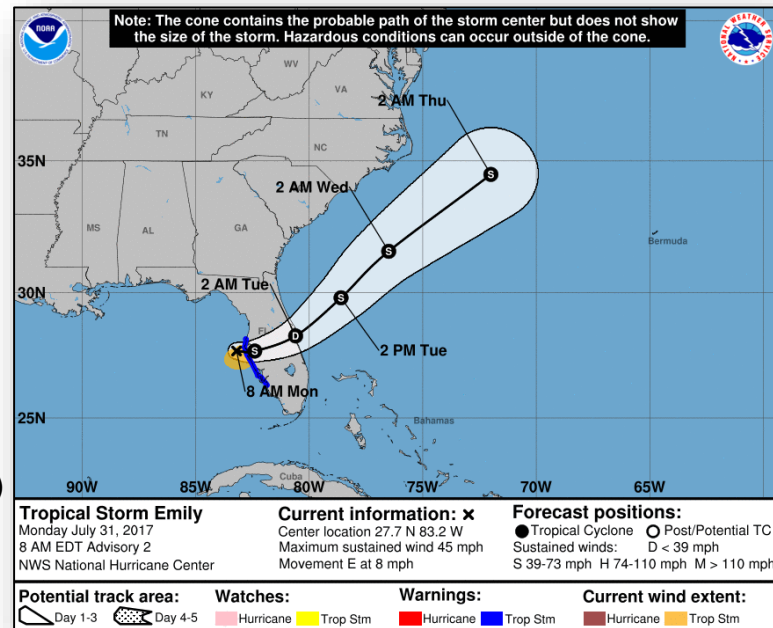 Note: The cone contains the probable path of the storm center but does not show
the size of the storm. Hazardous conditions can occur outside of the cone.
NOAA
NATIONAL WEATHER SERVICE
WV
KY
VA
2 AM Thu
TN
NC
35N
2 AM Wed
MS
AL
GA
Bermuda
30N
2 AM Tue
FL
2 PM Tue
8 AM Mon
25N
Bahamas
Cuba
90W
85W
80W
75W
70W
65W
S
S
S
D
S
Tropical Storm Emily
Monday July 31, 2017
8 AM EDT Advisory 2
NWS National Hurricane Center
Current information: x
Center location 27.7 N 83.2 W
Maximum sustained wind 45 mph
Movement E at 8 mph
Forecast positions:
Tropical Cyclone Post/Potential TC
Sustained winds: D < 39 mph
S 39-73 mph H 74-110 mph M > 110 mph
Potential track area:
Day 1-3 Day 4-5
Watches:
Hurricane Trop Stm
Warnings:
Hurricane Trop Stm
Current wind extent:
Hurricane Trop Stm